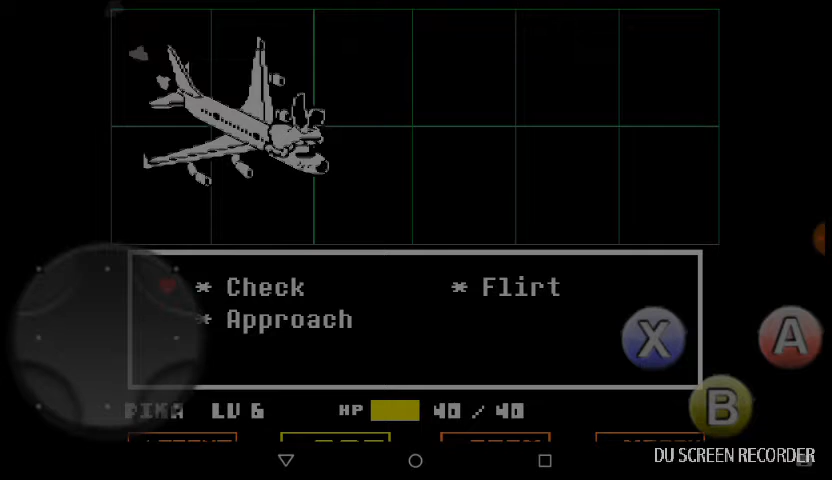 * Check * Flirt
* Approach
X A
B
LV 6 HP 40 / 40
DU SCREEN RECORDER